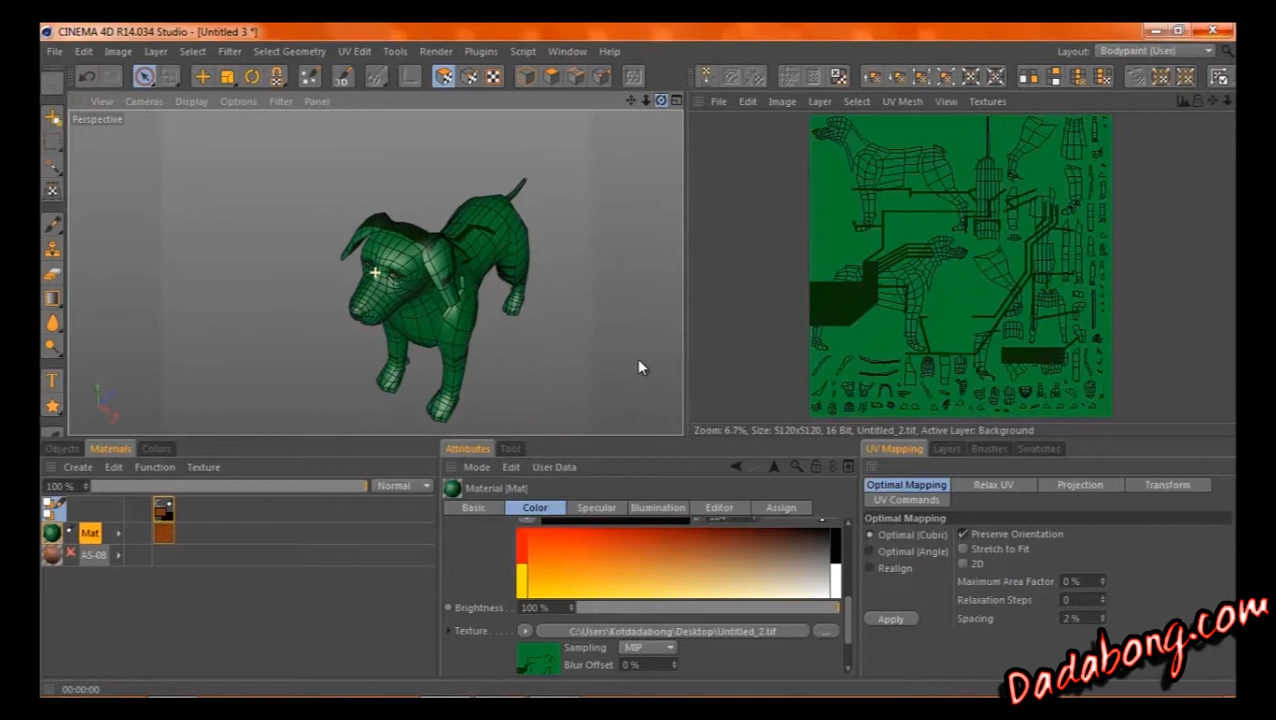 CINEMA 4D R14.034 Studio - [Untitled 3 *]
File Edit Image Layer Select Filter Select Geometry UV Edit Tools Render Plugins Script Window Help Layout: Bodypaint (User)
View Cameras Display Options Filter Panel
File Edit Image Layer Select UV Mesh View Textures
Perspective
Y
Zoom: 6.7%, Size: 5120x5120, 16 Bit, Untitled_2.tif, Active Layer: Background
Objects Materials Colors
Attributes Tool
UV Mapping Layers Brushes Swatches
Create Edit Function Texture
Mode Edit User Data
100 % Normal
Material [Mat]
Optimal Mapping Relax UV Projection Transform
UV Commands
Basic Color Specular Illumination Editor Assign
Optimal Mapping
Mat
AS-08
Optimal (Cubic) Preserve Orientation
Optimal (Angle) Stretch to Fit
Realign 2D
Maximum Area Factor 0 %
Relaxation Steps 0
Apply Spacing 2 %
Brightness . . 100 %
Texture . . . . . C:\Users\Kotdadabong\Desktop\Untitled_2.tif ...
Sampling MIP
Blur Offset 0 %
00:00:00
Dadabong.com